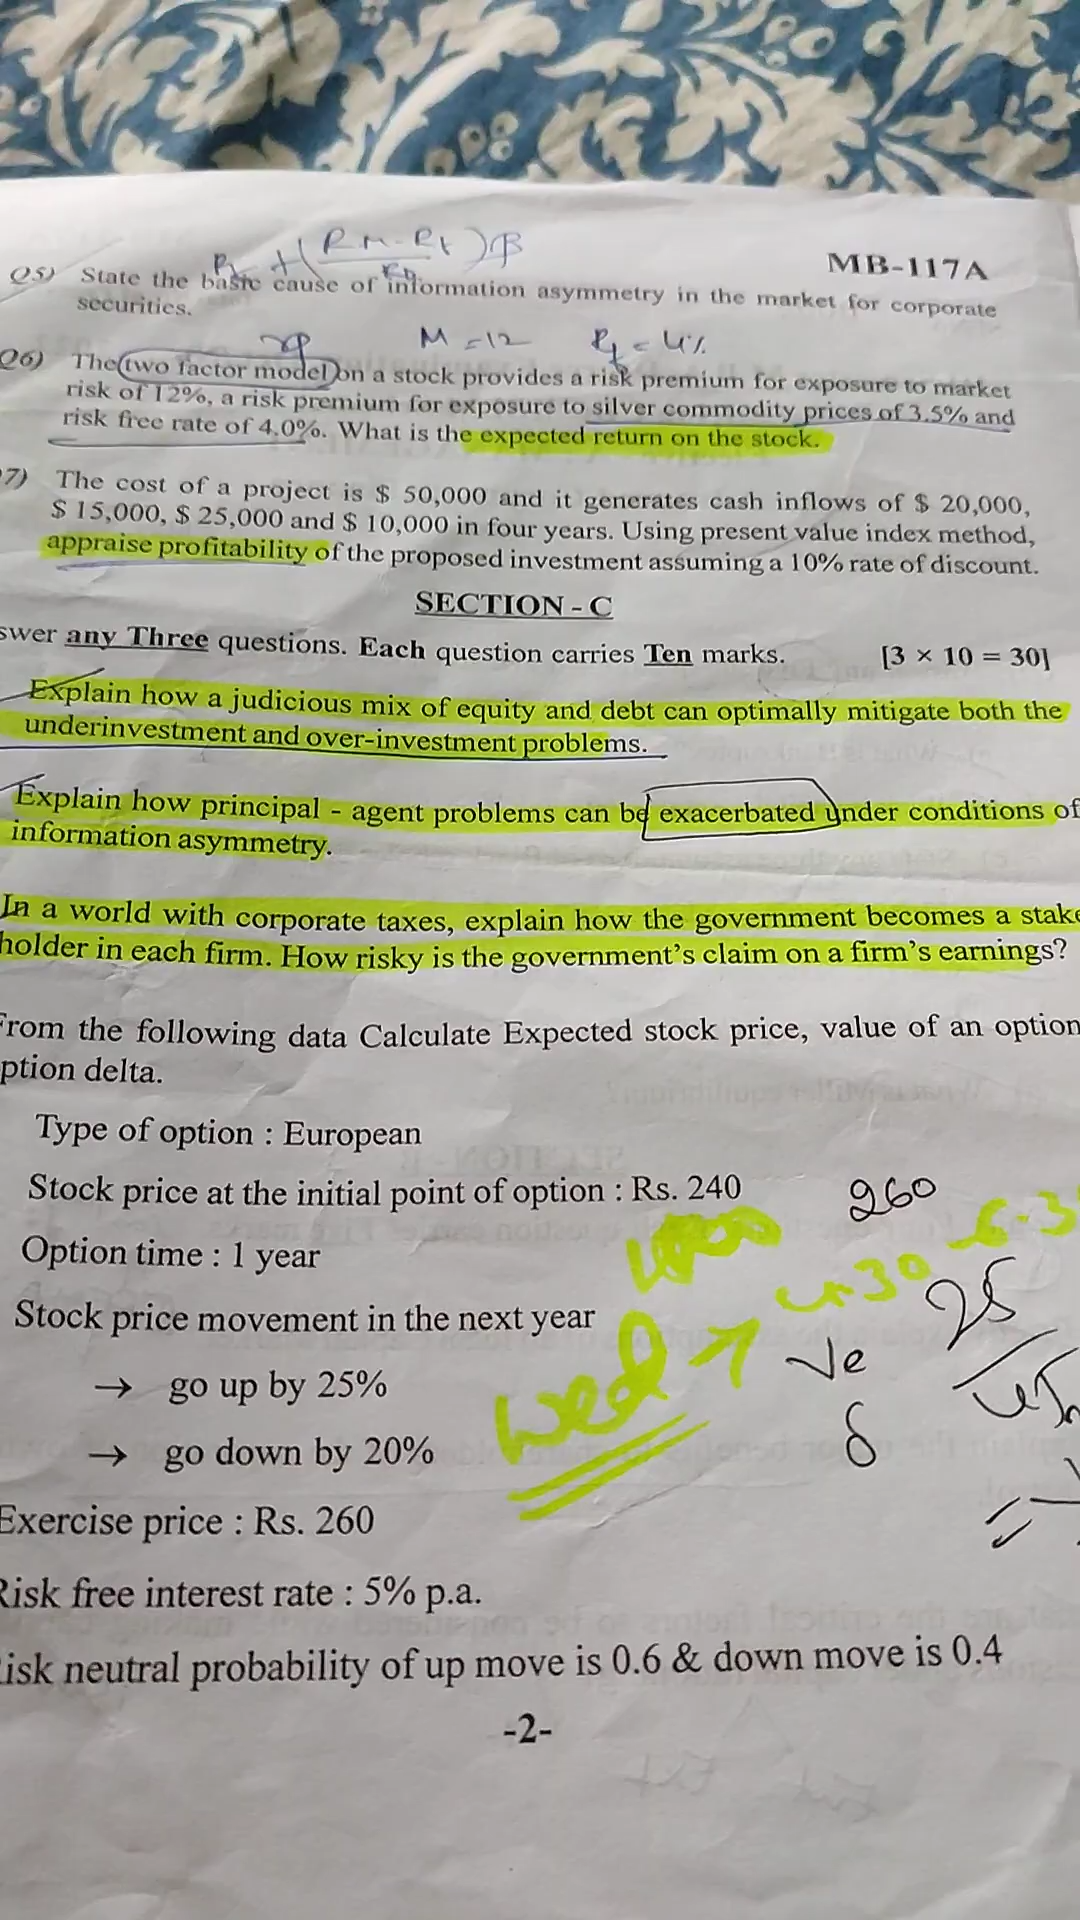 +(RM-Rf)β
MB-117A
Q5) State the basic cause of information asymmetry in the market for corporate
securities.
M=12 Rf=4%
Q6) The two factor model on a stock provides a risk premium for exposure to market
risk of 12%, a risk premium for exposure to silver commodity prices of 3.5% and
risk free rate of 4.0%. What is the expected return on the stock.
7) The cost of a project is $ 50,000 and it generates cash inflows of $ 20,000,
$ 15,000, $ 25,000 and $ 10,000 in four years. Using present value index method,
appraise profitability of the proposed investment assuming a 10% rate of discount.
SECTION - C
swer any Three questions. Each question carries Ten marks. [3 × 10 = 30]
Explain how a judicious mix of equity and debt can optimally mitigate both the
underinvestment and over-investment problems.
Explain how principal - agent problems can be exacerbated under conditions of
information asymmetry.
In a world with corporate taxes, explain how the government becomes a stake
holder in each firm. How risky is the government's claim on a firm's earnings?
From the following data Calculate Expected stock price, value of an option
ption delta.
Type of option : European
Stock price at the initial point of option : Rs. 240 260
Option time : 1 year
30
25
Stock price movement in the next year
→ go up by 25%
→ go down by 20%
Exercise price : Rs. 260
Risk free interest rate : 5% p.a.
isk neutral probability of up move is 0.6 & down move is 0.4
-2-